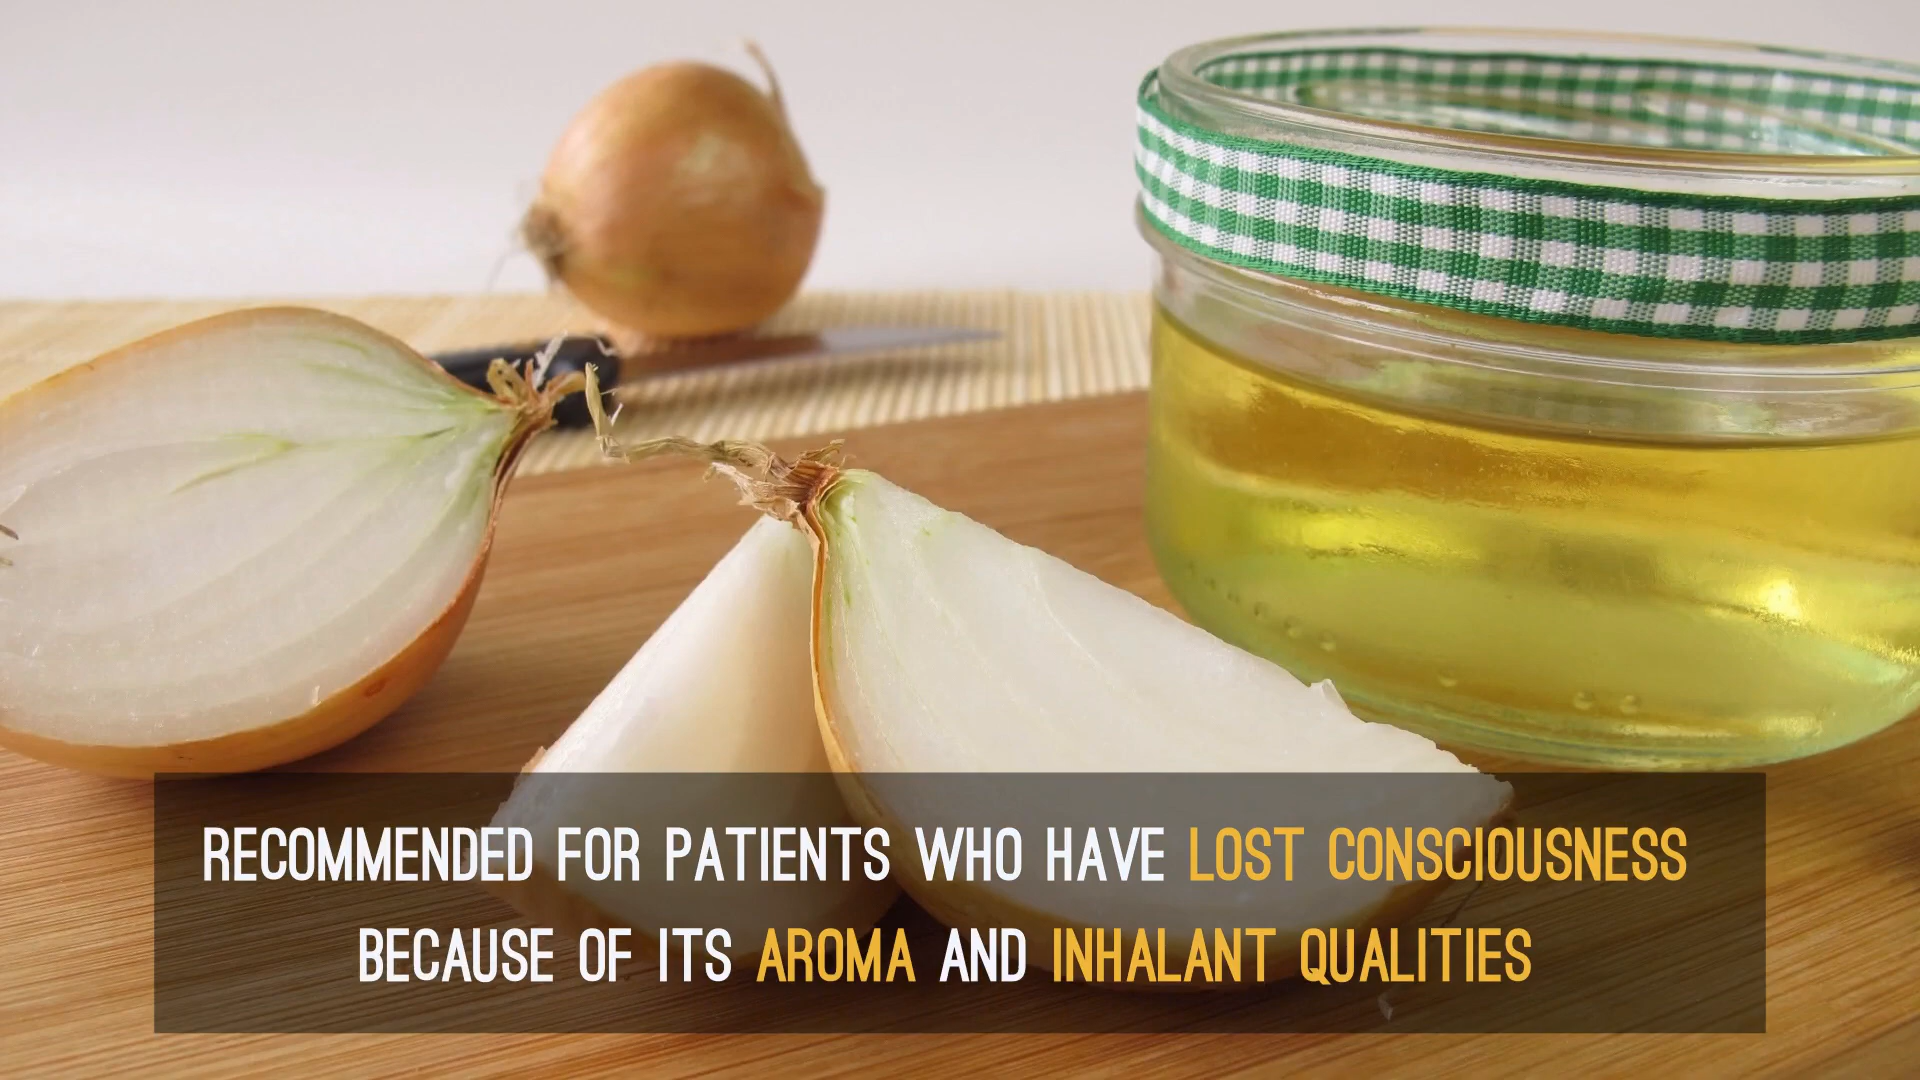 RECOMMENDED FOR PATIENTS WHO HAVE LOST CONSCIOUSNESS
BECAUSE OF ITS AROMA AND INHALANT QUALITIES